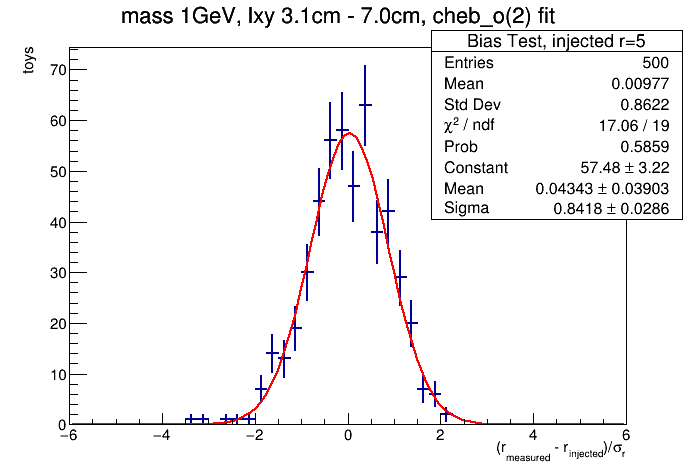 mass 1GeV, lxy 3.1cm - 7.0cm, cheb_o(2) fit
Bias Test, injected r=5
Entries 500
Mean 0.00977
Std Dev 0.8622
χ² / ndf 17.06 / 19
Prob 0.5859
Constant 57.48 ± 3.22
Mean 0.04343 ± 0.03903
Sigma 0.8418 ± 0.0286
toys
70
60
50
40
30
20
10
0
−6 −4 −2 0 2 4 6
(r_measured - r_injected)/σ_r